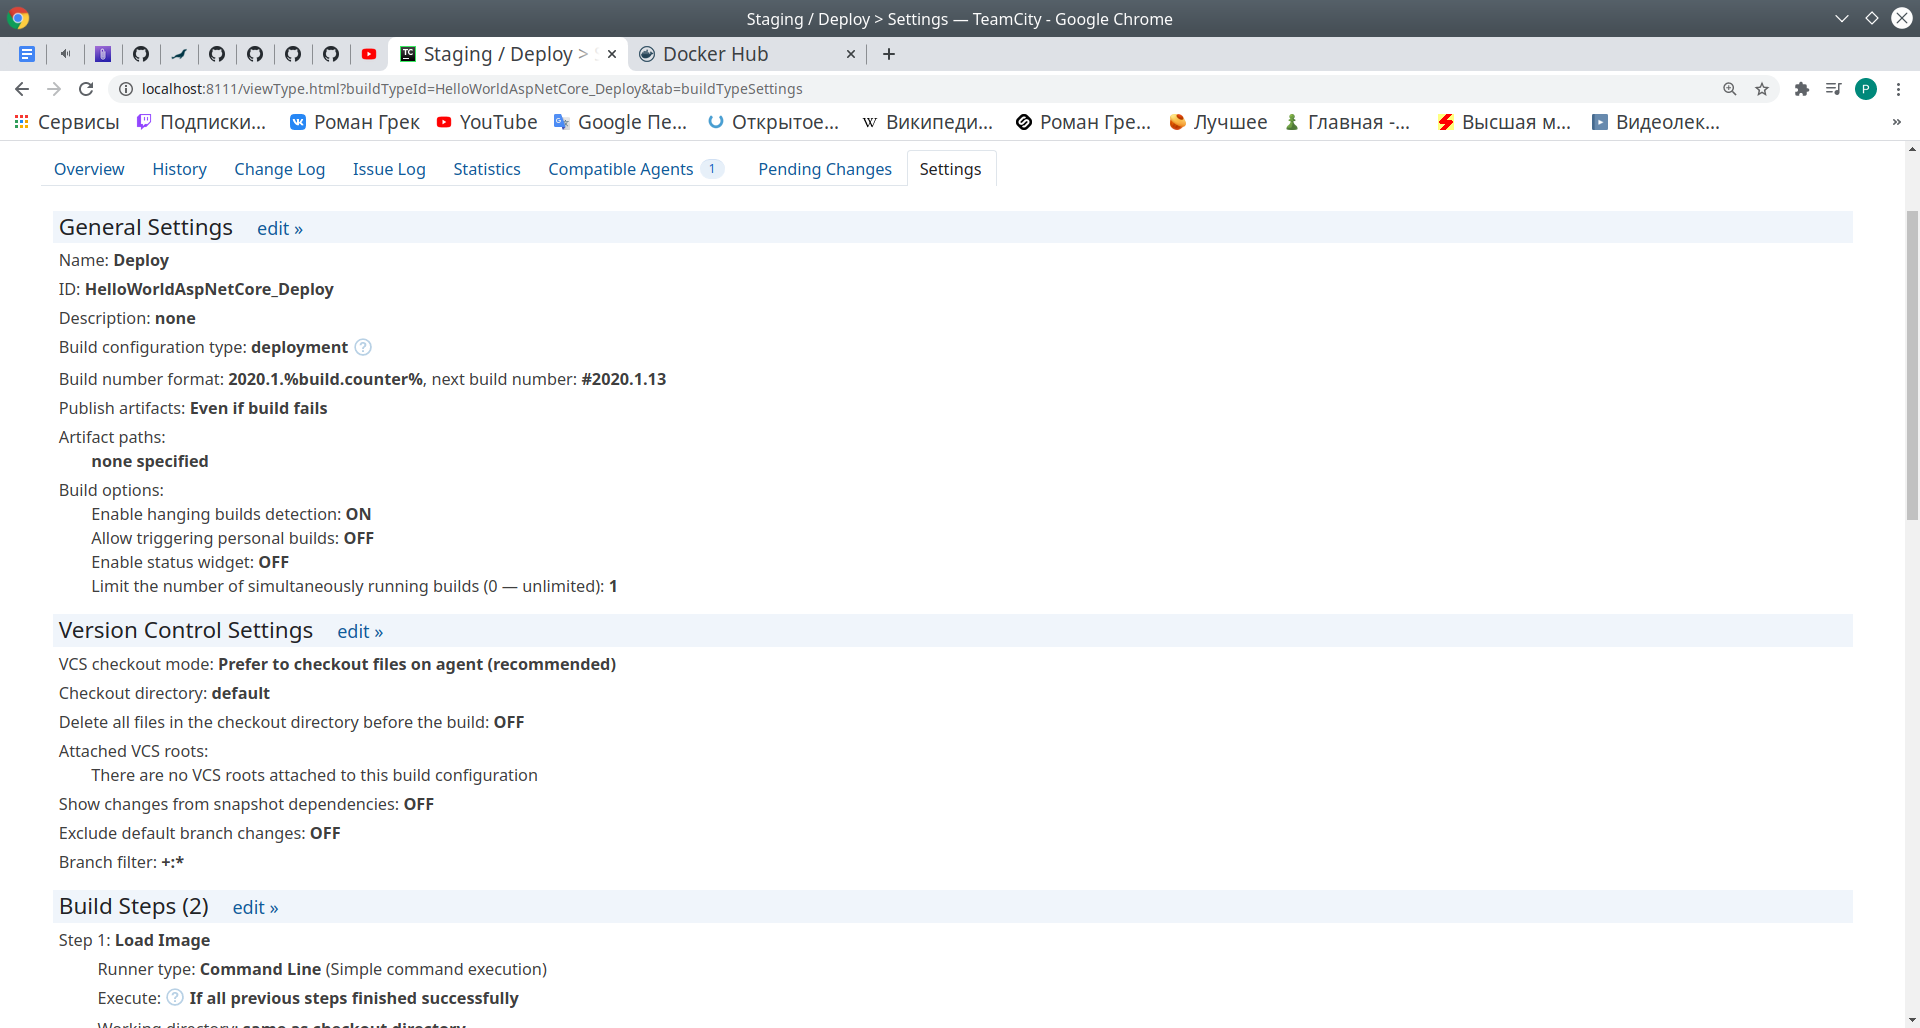 Staging / Deploy > Settings — TeamCity - Google Chrome
Staging / Deploy >
Docker Hub
localhost:8111/viewType.html?buildTypeId=HelloWorldAspNetCore_Deploy&tab=buildTypeSettings
P
Сервисы
Подписки...
Роман Грек
YouTube
Google Пе...
Открытое...
Википеди...
Роман Гре...
Лучшее
Главная -...
Высшая м...
Видеолек...
»
Overview
History
Change Log
Issue Log
Statistics
Compatible Agents 1
Pending Changes
Settings
General Settings edit »
Name: Deploy
ID: HelloWorldAspNetCore_Deploy
Description: none
Build configuration type: deployment ?
Build number format: 2020.1.%build.counter%, next build number: #2020.1.13
Publish artifacts: Even if build fails
Artifact paths:
none specified
Build options:
Enable hanging builds detection: ON
Allow triggering personal builds: OFF
Enable status widget: OFF
Limit the number of simultaneously running builds (0 — unlimited): 1
Version Control Settings edit »
VCS checkout mode: Prefer to checkout files on agent (recommended)
Checkout directory: default
Delete all files in the checkout directory before the build: OFF
Attached VCS roots:
There are no VCS roots attached to this build configuration
Show changes from snapshot dependencies: OFF
Exclude default branch changes: OFF
Branch filter: +:*
Build Steps (2) edit »
Step 1: Load Image
Runner type: Command Line (Simple command execution)
Execute: ? If all previous steps finished successfully
Working directory: same as checkout directory